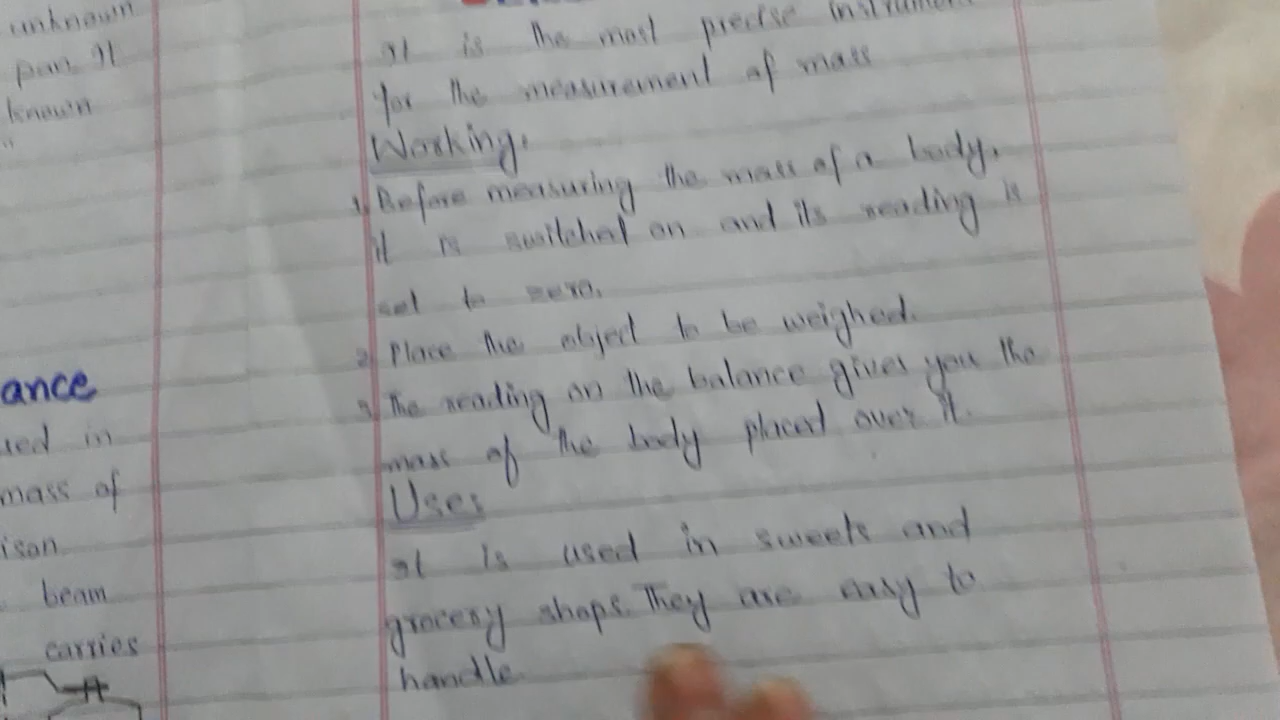 unknown
pan. It
known
"
ance
sed in
mass of
ison
beam
carries
It is the most precise instrument
for the measurement of mass
Working.
1. Before measuring the mass of a body,
it is switched on and its reading is
set to zero.
2. Place the object to be weighed.
3. The reading on the balance gives you the
mass of the body placed over it.
Uses
It is used in sweets and
grocery shops. They are easy to
handle